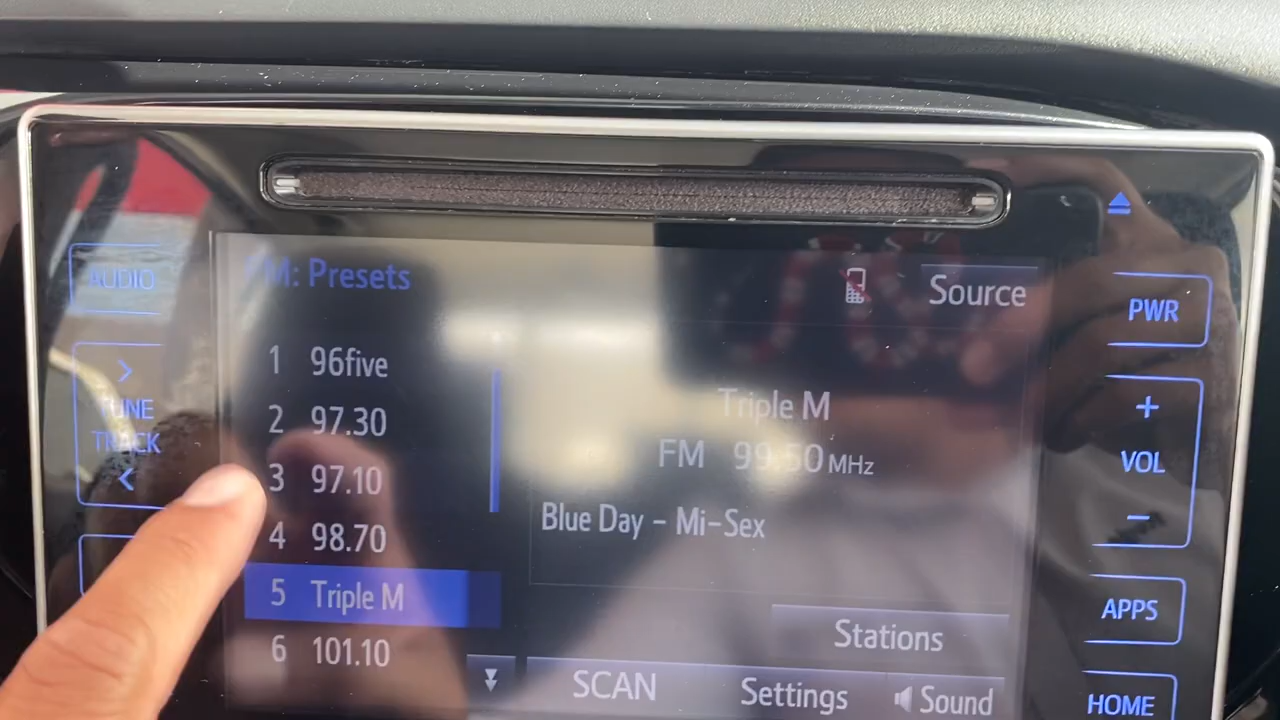 AUDIO
>
TUNE
TRACK
<
FM: Presets
Source
1 96five
2 97.30
3 97.10
4 98.70
5 Triple M
6 101.10
Triple M
FM 99.50 MHz
Blue Day - Mi-Sex
Stations
SCAN
Settings
Sound
PWR
+
VOL
-
APPS
HOME